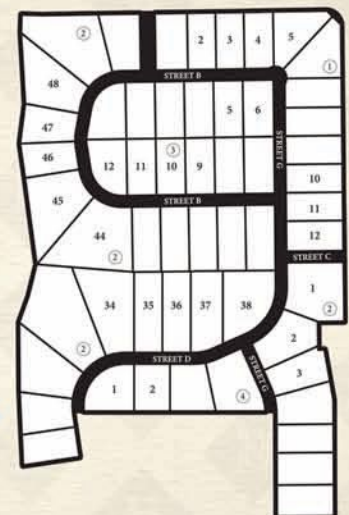 ②
2 3 4 5
①
48
STREET B
47
5 6
STREET G
46
③
12 11 10 9
10
45
11
STREET B
12
44
②
STREET C
1
②
34 35 36 37 38
2
②
STREET D
3
STREET G
1 2
④